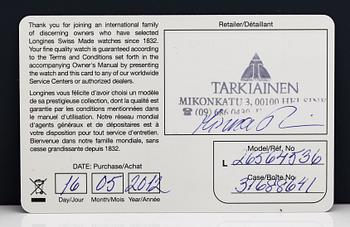 Thank you for joining an international family
of discerning owners who have selected
Longines Swiss Made watches since 1832.
Your fine quality watch is guaranteed according
to the Terms and Conditions set forth in the
accompanying Owner's Manual by presenting
the watch and this card to any of our worldwide
Service Centers or authorized dealers.
Longines vous félicite d'avoir choisi un modèle
de sa prestigieuse collection, dont la qualité est
garantie par les conditions mentionnées dans
le manuel d'utilisation. Notre réseau mondial
d'agents généraux et de dépositaires est à
votre disposition pour tout service d'entretien.
Bienvenue dans notre famille mondiale, sans
cesse grandissante depuis 1832.
DATE: Purchase/Achat
16 05 2012
Day/Jour Month/Mois Year/Année
Retailer/Détaillant
TARKIAINEN
MIKONKATU 3, 00100 HELSINKI
☎ (09) 686 0430
Model/Réf. No
L 26564536
Case/Boîte No
31688641